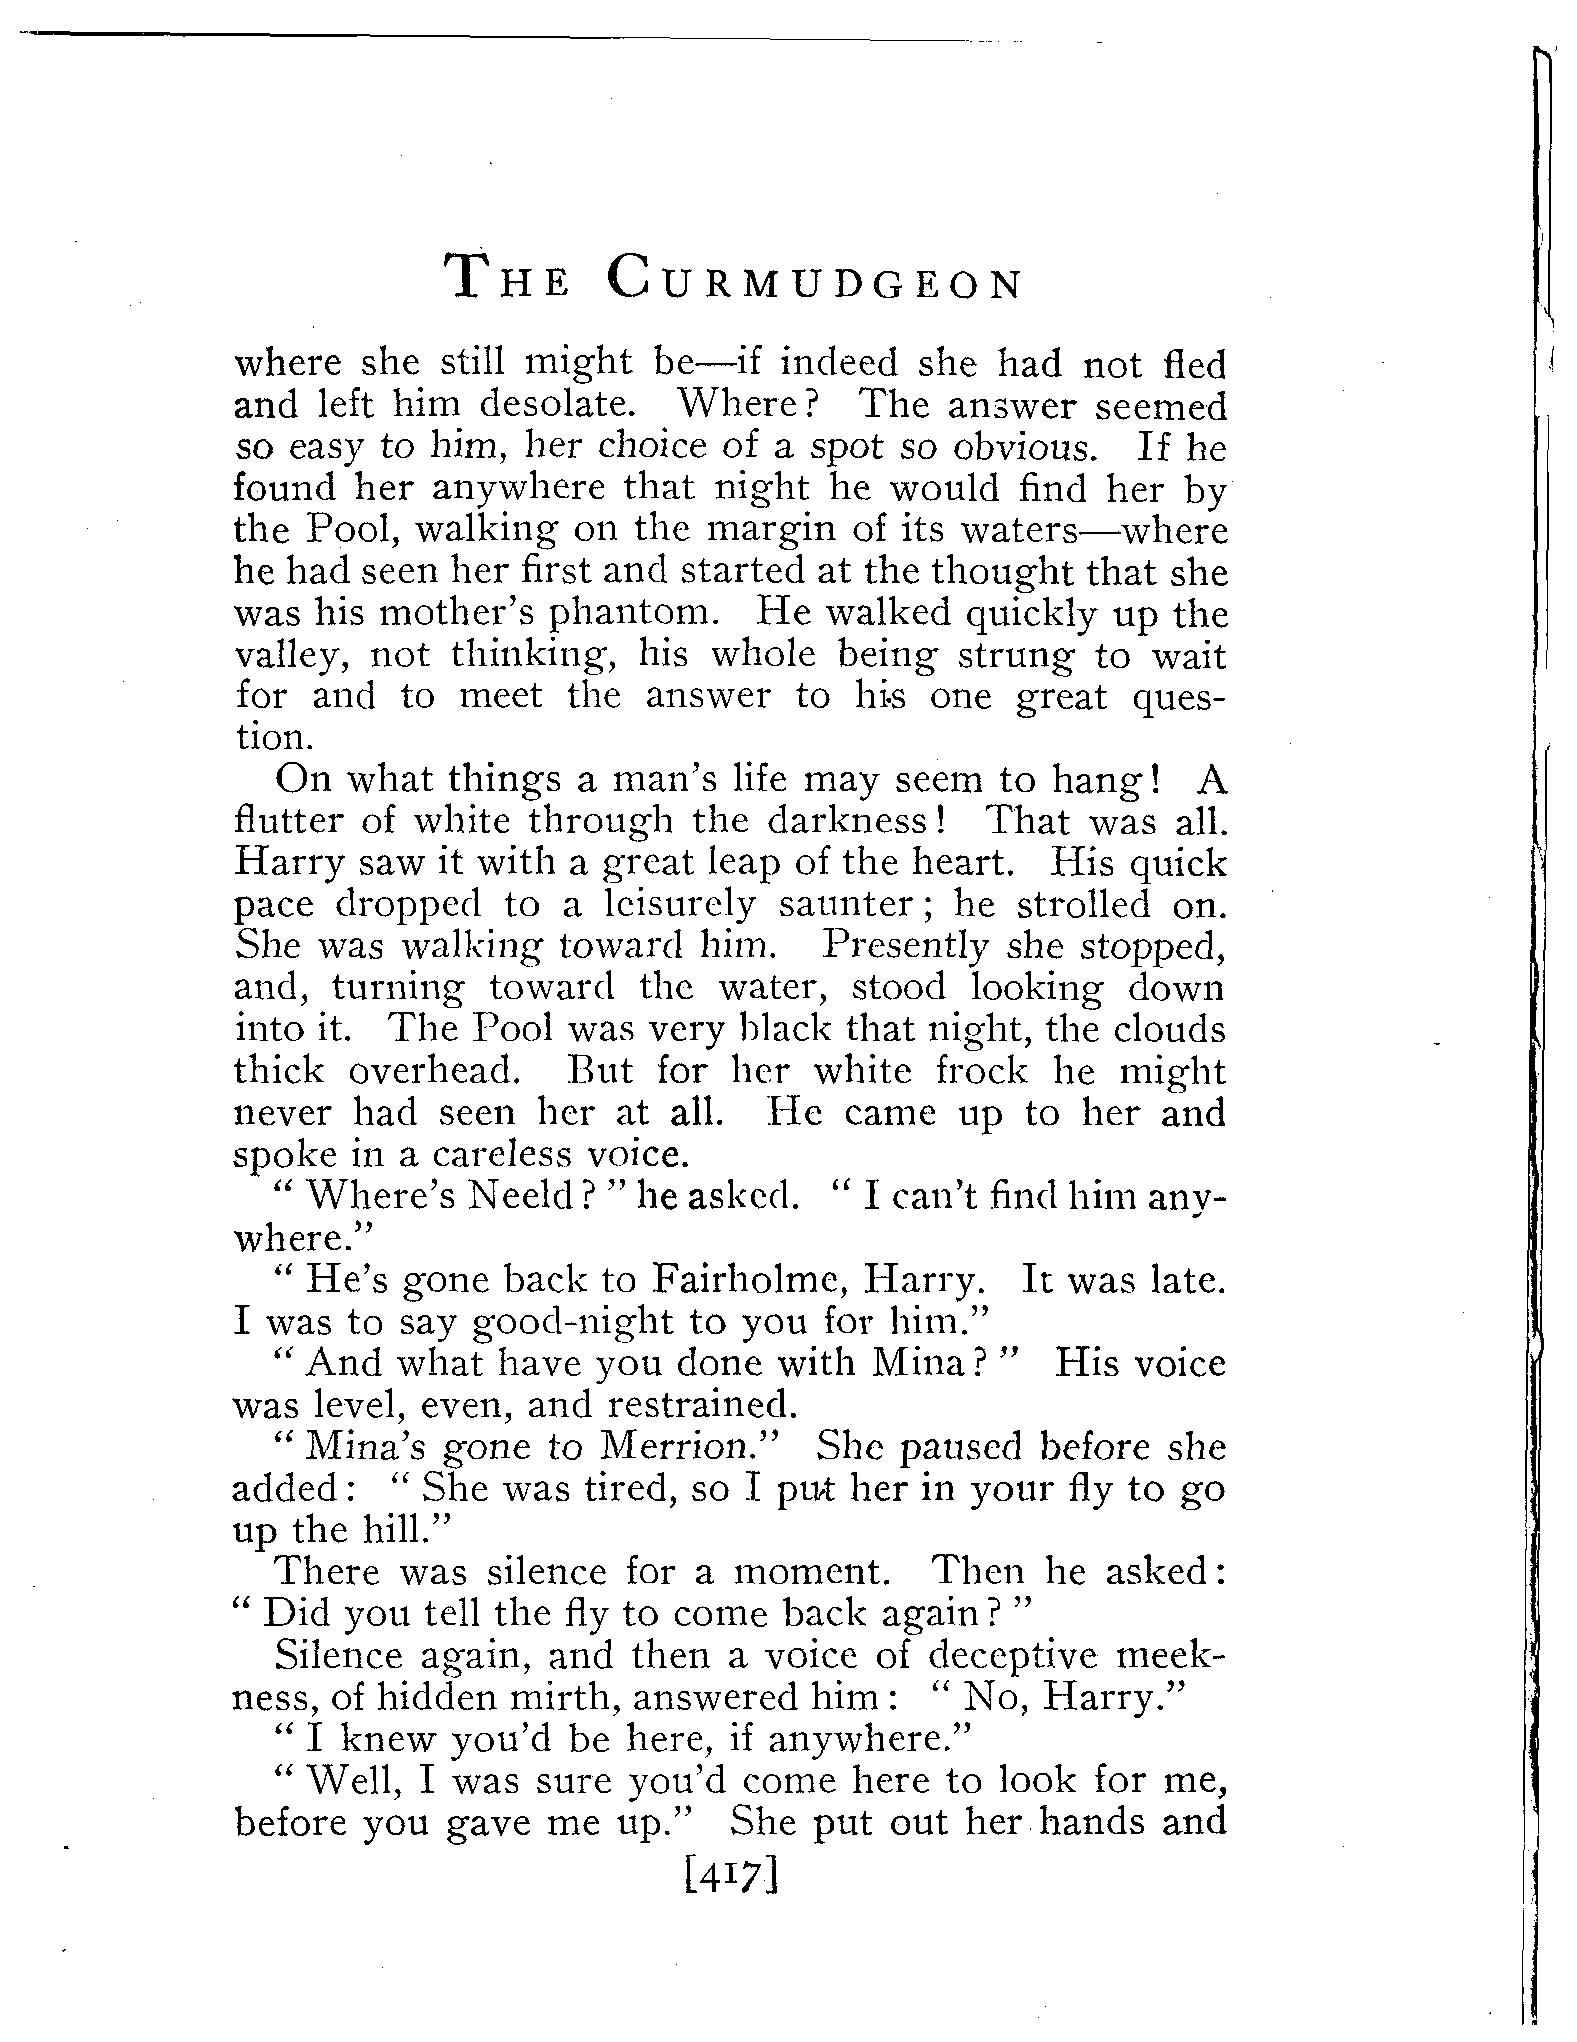 THE CURMUDGEON
where she still might be—if indeed she had not fled
and left him desolate. Where? The answer seemed
so easy to him, her choice of a spot so obvious. If he
found her anywhere that night he would find her by
the Pool, walking on the margin of its waters—where
he had seen her first and started at the thought that she
was his mother's phantom. He walked quickly up the
valley, not thinking, his whole being strung to wait
for and to meet the answer to his one great ques-
tion.
On what things a man's life may seem to hang! A
flutter of white through the darkness! That was all.
Harry saw it with a great leap of the heart. His quick
pace dropped to a leisurely saunter; he strolled on.
She was walking toward him. Presently she stopped,
and, turning toward the water, stood looking down
into it. The Pool was very black that night, the clouds
thick overhead. But for her white frock he might
never had seen her at all. He came up to her and
spoke in a careless voice.
"Where's Neeld?" he asked. "I can't find him any-
where."
"He's gone back to Fairholme, Harry. It was late.
I was to say good-night to you for him."
"And what have you done with Mina?" His voice
was level, even, and restrained.
"Mina's gone to Merrion." She paused before she
added: "She was tired, so I put her in your fly to go
up the hill."
There was silence for a moment. Then he asked:
"Did you tell the fly to come back again?"
Silence again, and then a voice of deceptive meek-
ness, of hidden mirth, answered him: "No, Harry."
"I knew you'd be here, if anywhere."
"Well, I was sure you'd come here to look for me,
before you gave me up." She put out her hands and
[417]